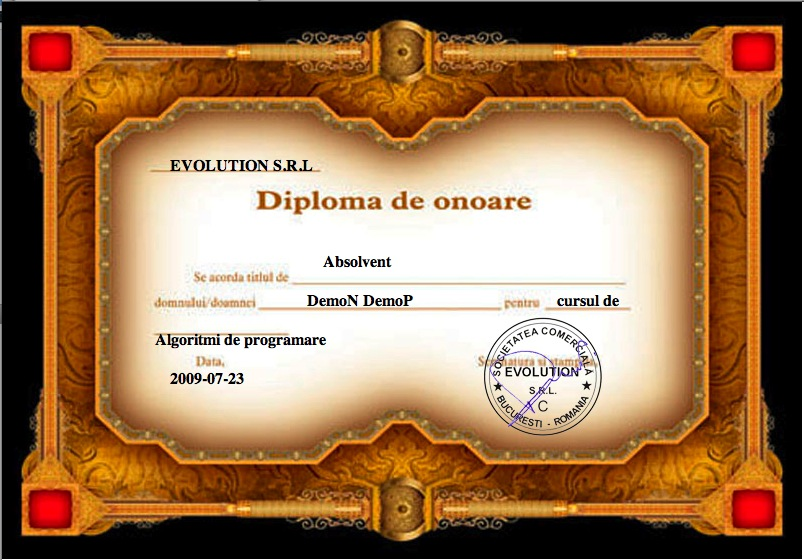 EVOLUTION S.R.L
Diploma de onoare
Absolvent
Se acorda titlul de
domnului/doamnei DemoN DemoP pentru cursul de
Algoritmi de programare
Data,
Semnatura si stampila,
2009-07-23
SOCIETATEA COMERCIALĂ
EVOLUTION
S.R.L.
C
BUCURESTI - ROMANIA